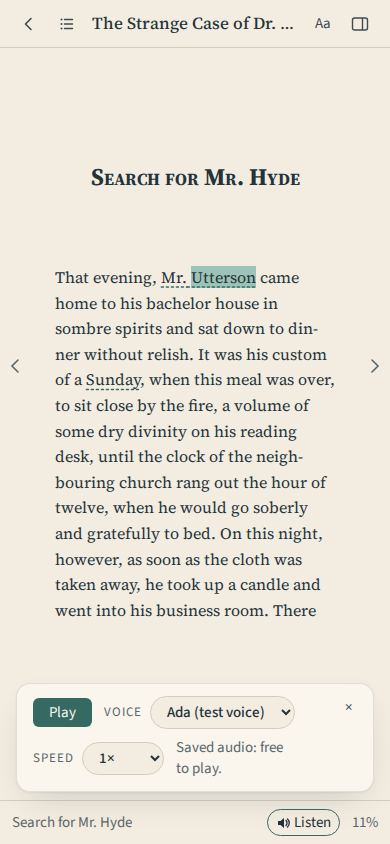 The Strange Case of Dr. ...
Aa
Search for Mr. Hyde
That evening, Mr. Utterson came
home to his bachelor house in
sombre spirits and sat down to din-
ner without relish. It was his custom
of a Sunday, when this meal was over,
to sit close by the fire, a volume of
some dry divinity on his reading
desk, until the clock of the neigh-
bouring church rang out the hour of
twelve, when he would go soberly
and gratefully to bed. On this night,
however, as soon as the cloth was
taken away, he took up a candle and
went into his business room. There
Play VOICE Ada (test voice) ×
SPEED 1× Saved audio: free
to play.
Search for Mr. Hyde Listen 11%